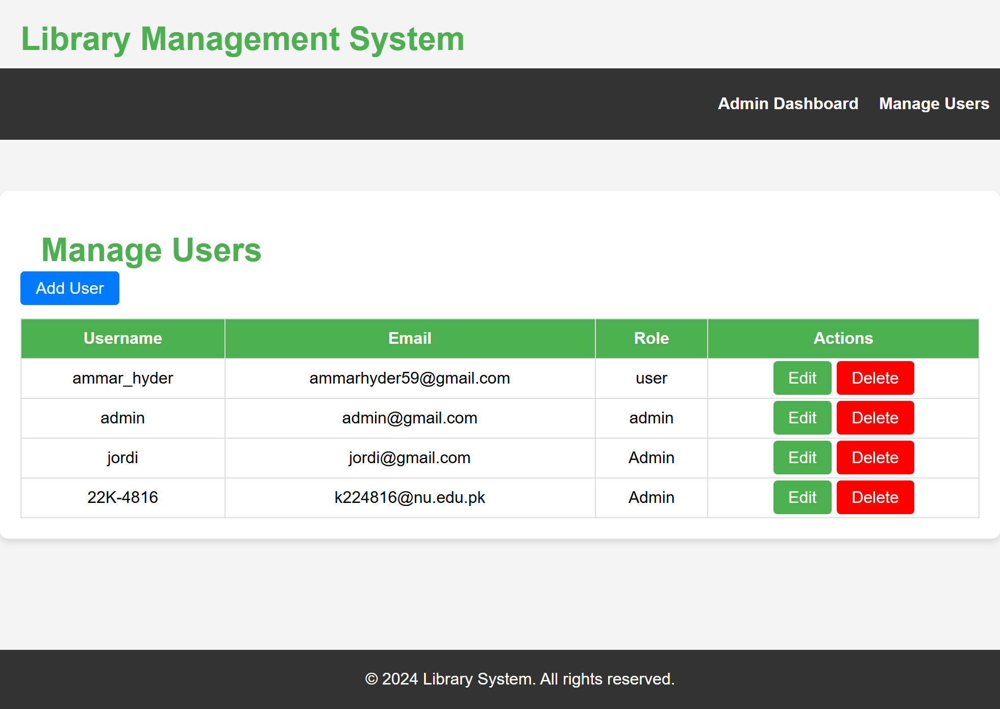 Library Management System
Admin Dashboard Manage Users
Manage Users
Add User
Username Email Role Actions
ammar_hyder ammarhyder59@gmail.com user Edit Delete
admin admin@gmail.com admin Edit Delete
jordi jordi@gmail.com Admin Edit Delete
22K-4816 k224816@nu.edu.pk Admin Edit Delete
© 2024 Library System. All rights reserved.